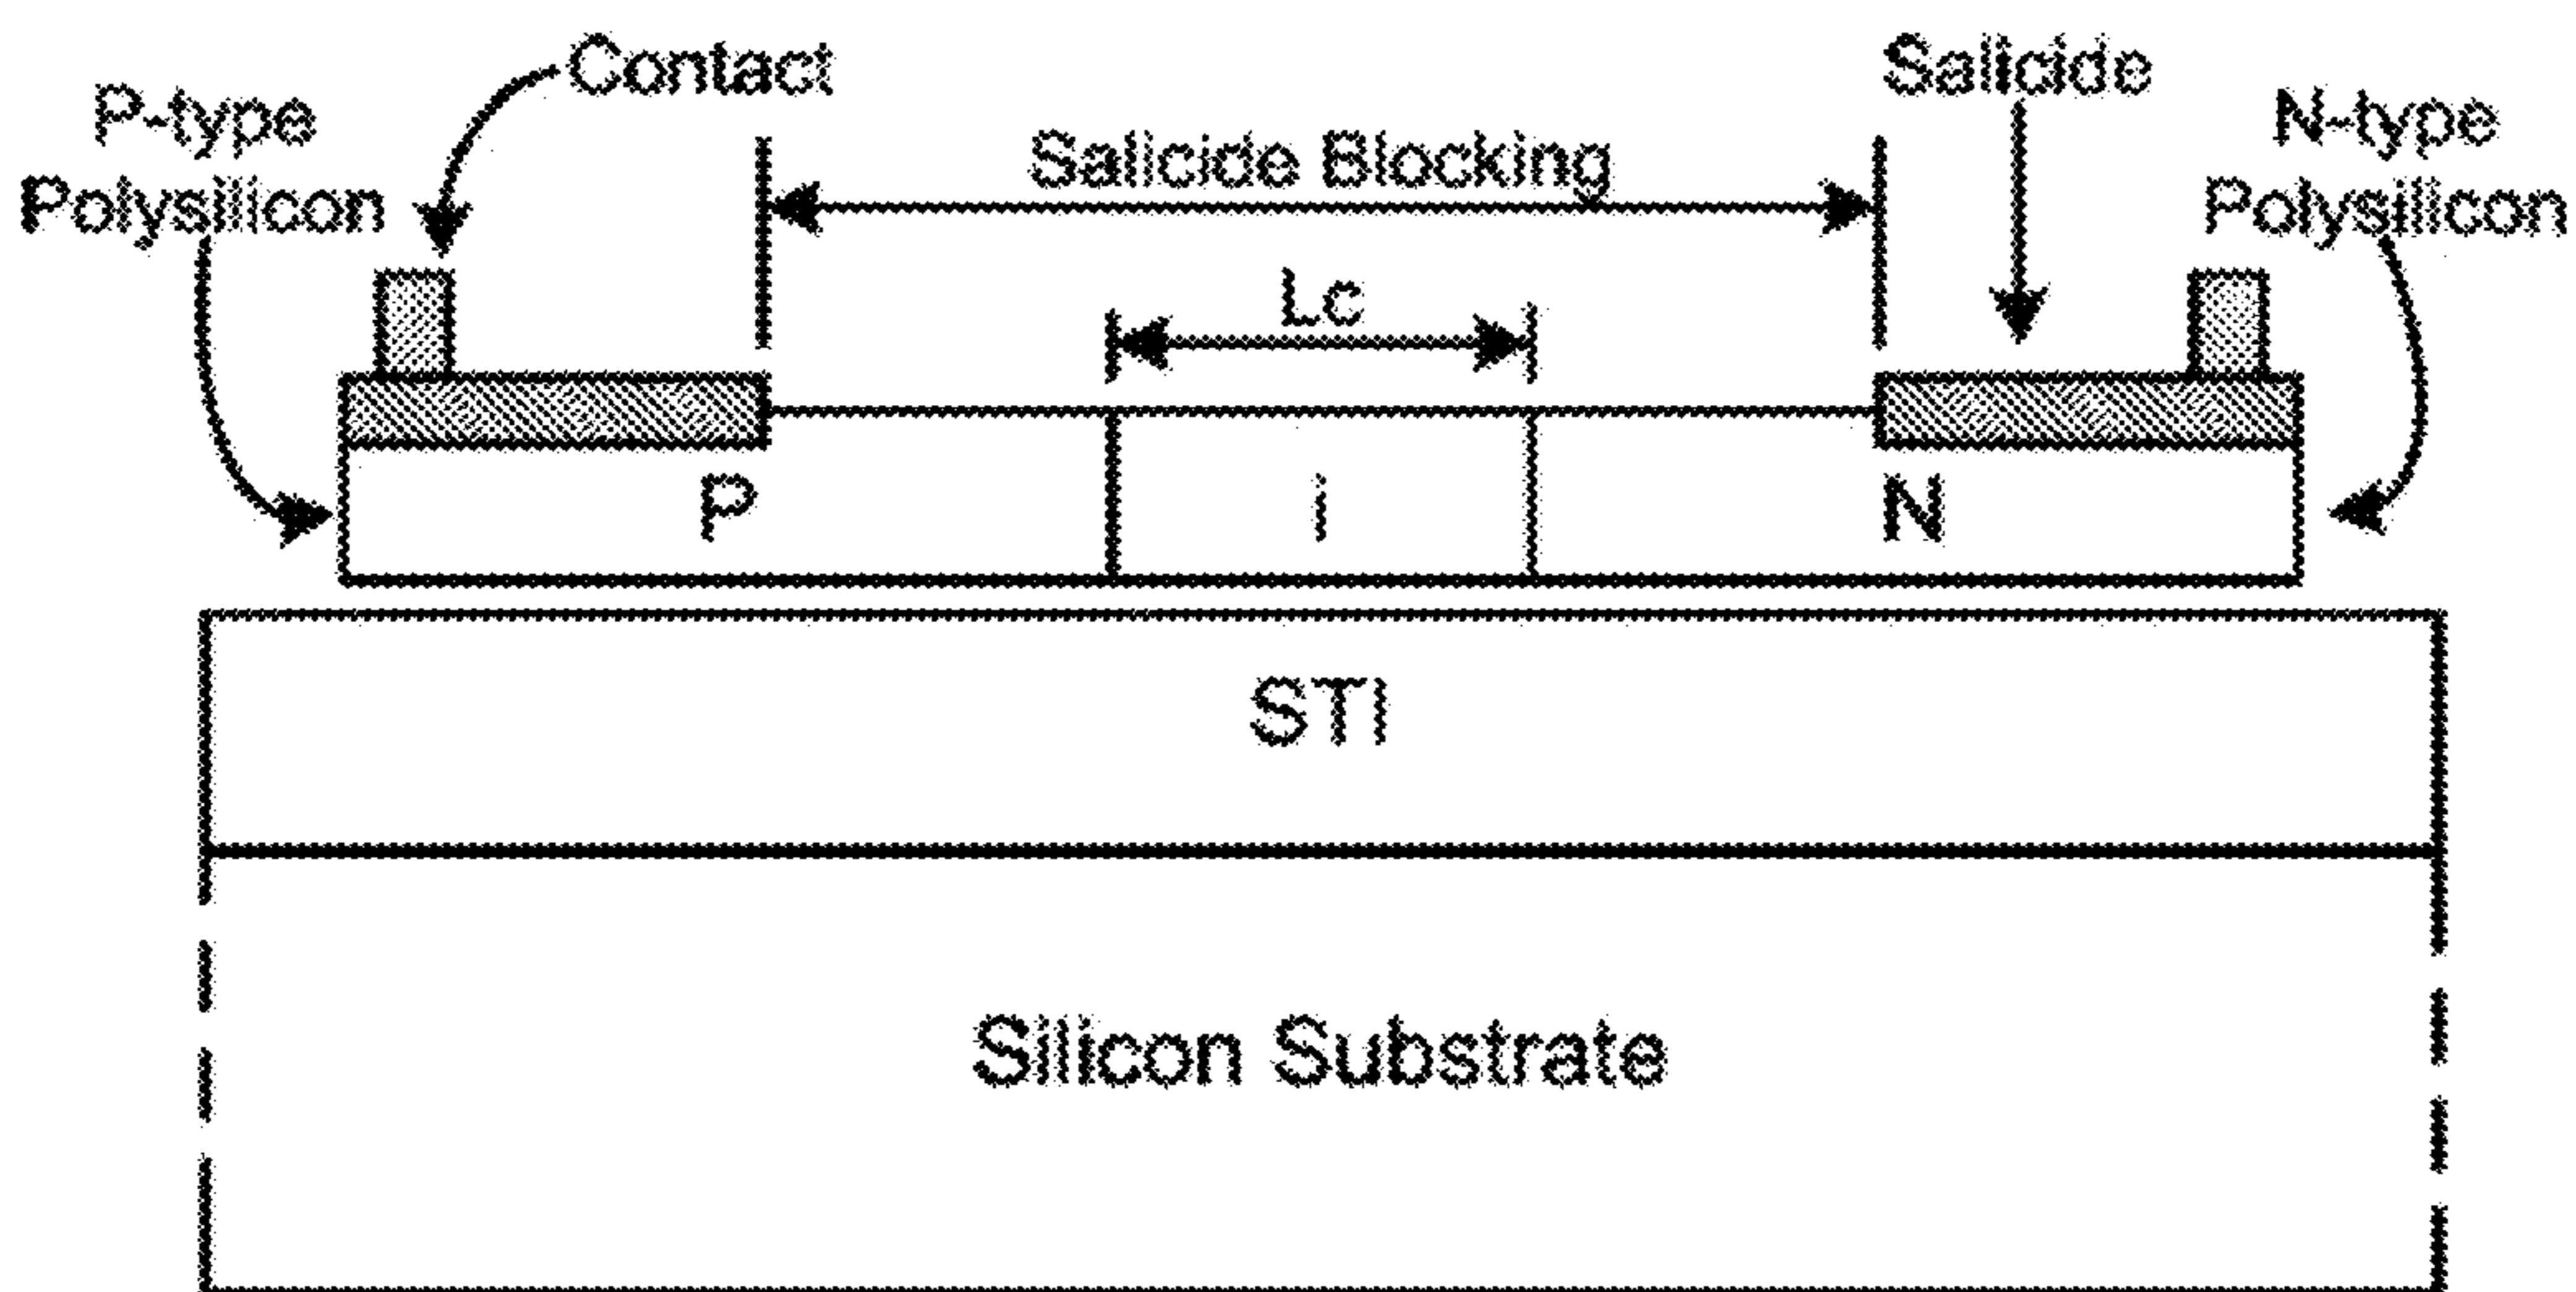 Contact
Salicide
P-type
Polysilicon
N-type
Polysilicon
Salicide Blocking
Lc
P
i
N
STI
Silicon Substrate